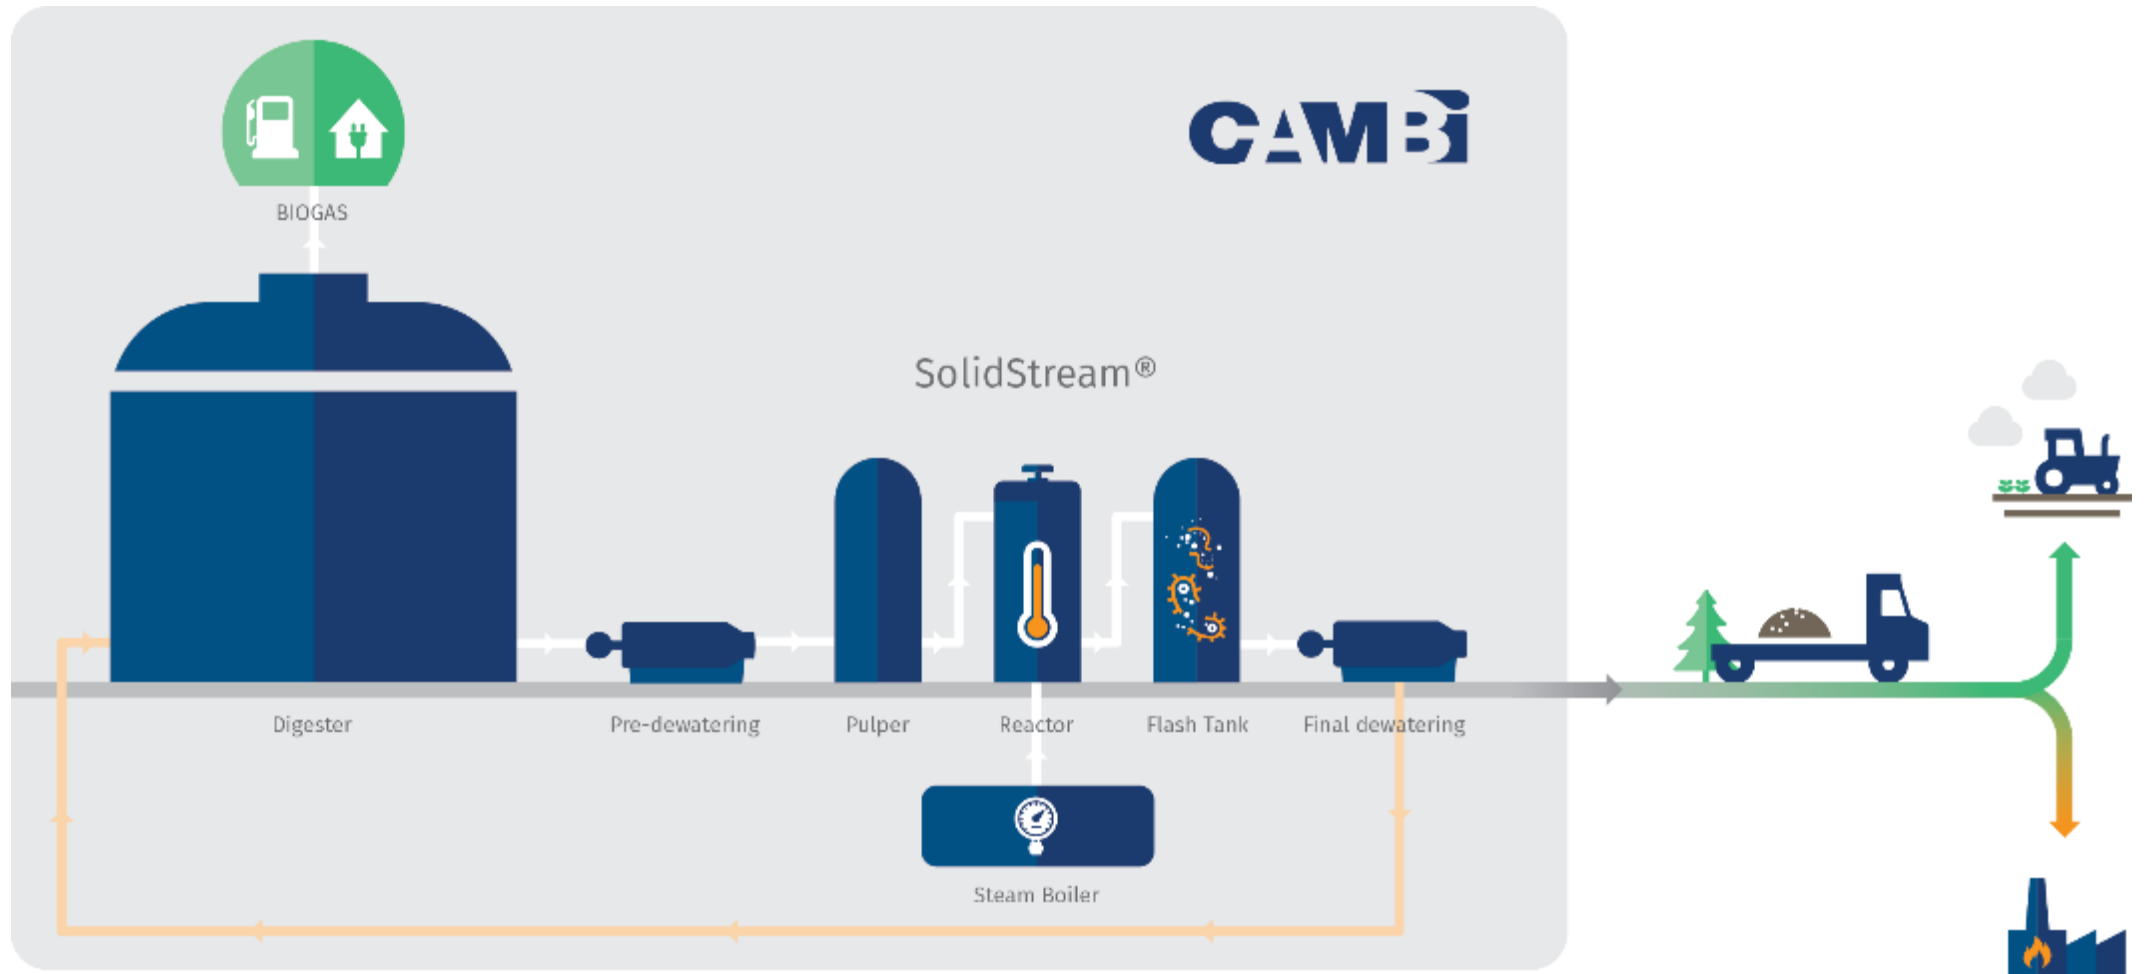 CAMBi
BIOGAS
SolidStream®
Digester
Pre-dewatering
Pulper
Reactor
Flash Tank
Final dewatering
Steam Boiler